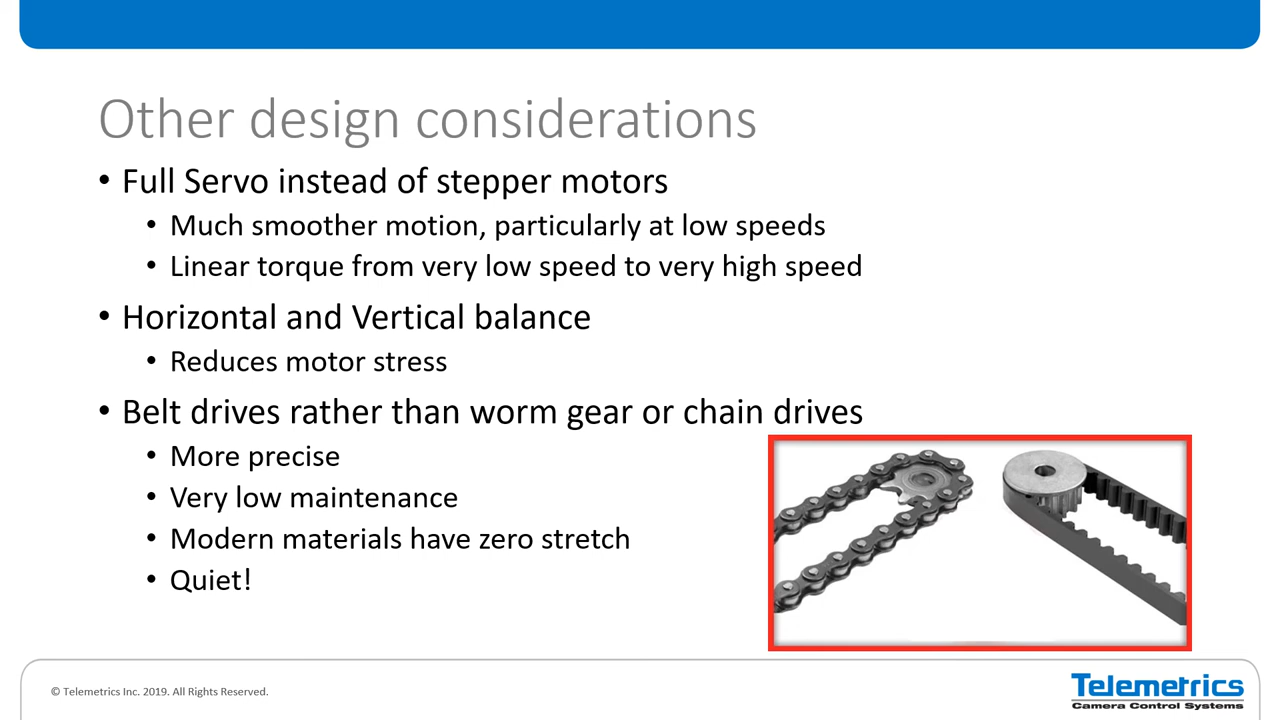 Other design considerations
• Full Servo instead of stepper motors
• Much smoother motion, particularly at low speeds
• Linear torque from very low speed to very high speed
• Horizontal and Vertical balance
• Reduces motor stress
• Belt drives rather than worm gear or chain drives
• More precise
• Very low maintenance
• Modern materials have zero stretch
• Quiet!
© Telemetrics Inc. 2019. All Rights Reserved.
Telemetrics
Camera Control Systems